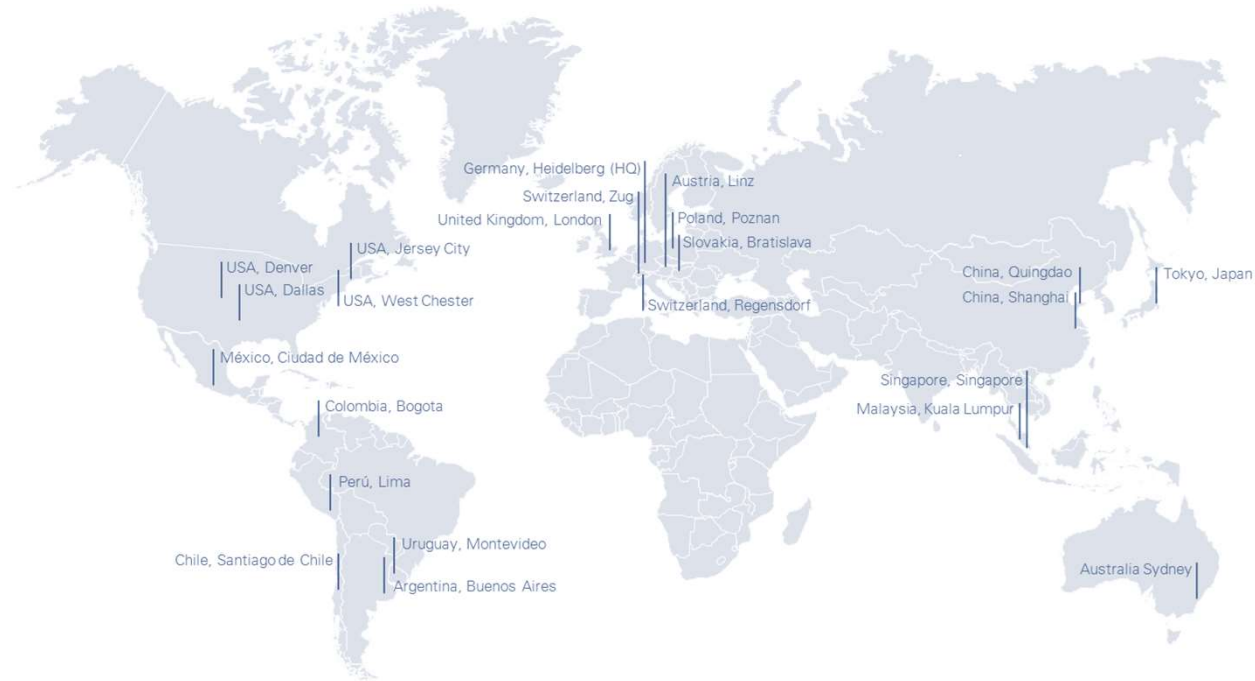 Germany, Heidelberg (HQ)
Austria, Linz
Switzerland, Zug
United Kingdom, London
Poland, Poznan
Slovakia, Bratislava
USA, Jersey City
USA, Denver
USA, Dallas
USA, West Chester
Switzerland, Regensdorf
China, Quingdao
Tokyo, Japan
China, Shanghai
México, Ciudad de México
Singapore, Singapore
Colombia, Bogota
Malaysia, Kuala Lumpur
Perú, Lima
Uruguay, Montevideo
Chile, Santiago de Chile
Argentina, Buenos Aires
Australia Sydney